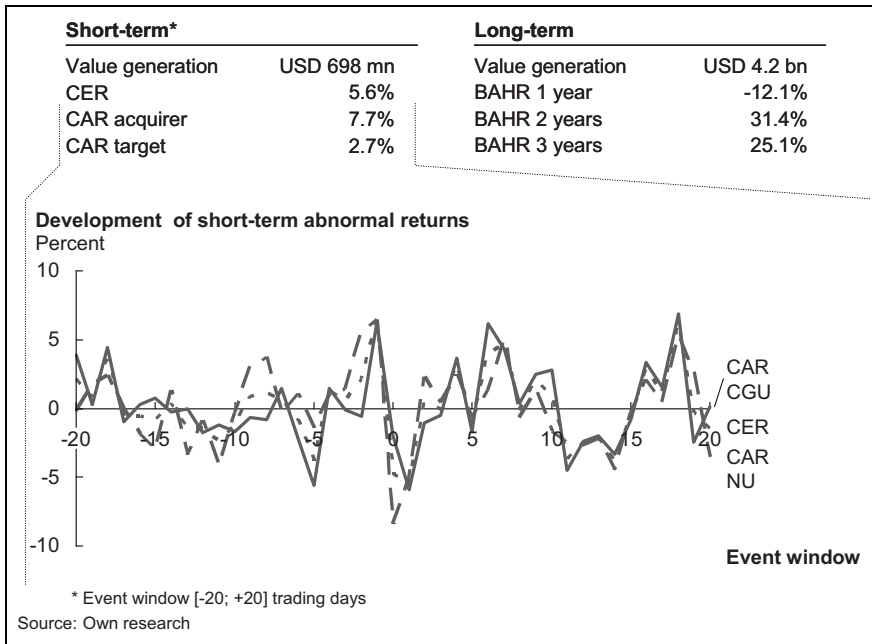 Short-term*
Value generation USD 698 mn
CER 5.6%
CAR acquirer 7.7%
CAR target 2.7%
Long-term
Value generation USD 4.2 bn
BAHR 1 year -12.1%
BAHR 2 years 31.4%
BAHR 3 years 25.1%
Development of short-term abnormal returns
Percent
10
5
0
-5
-10
-20 -15 -10 -5 0 5 10 15 20
CAR
CGU
CER
CAR
NU
Event window
* Event window [-20; +20] trading days
Source: Own research